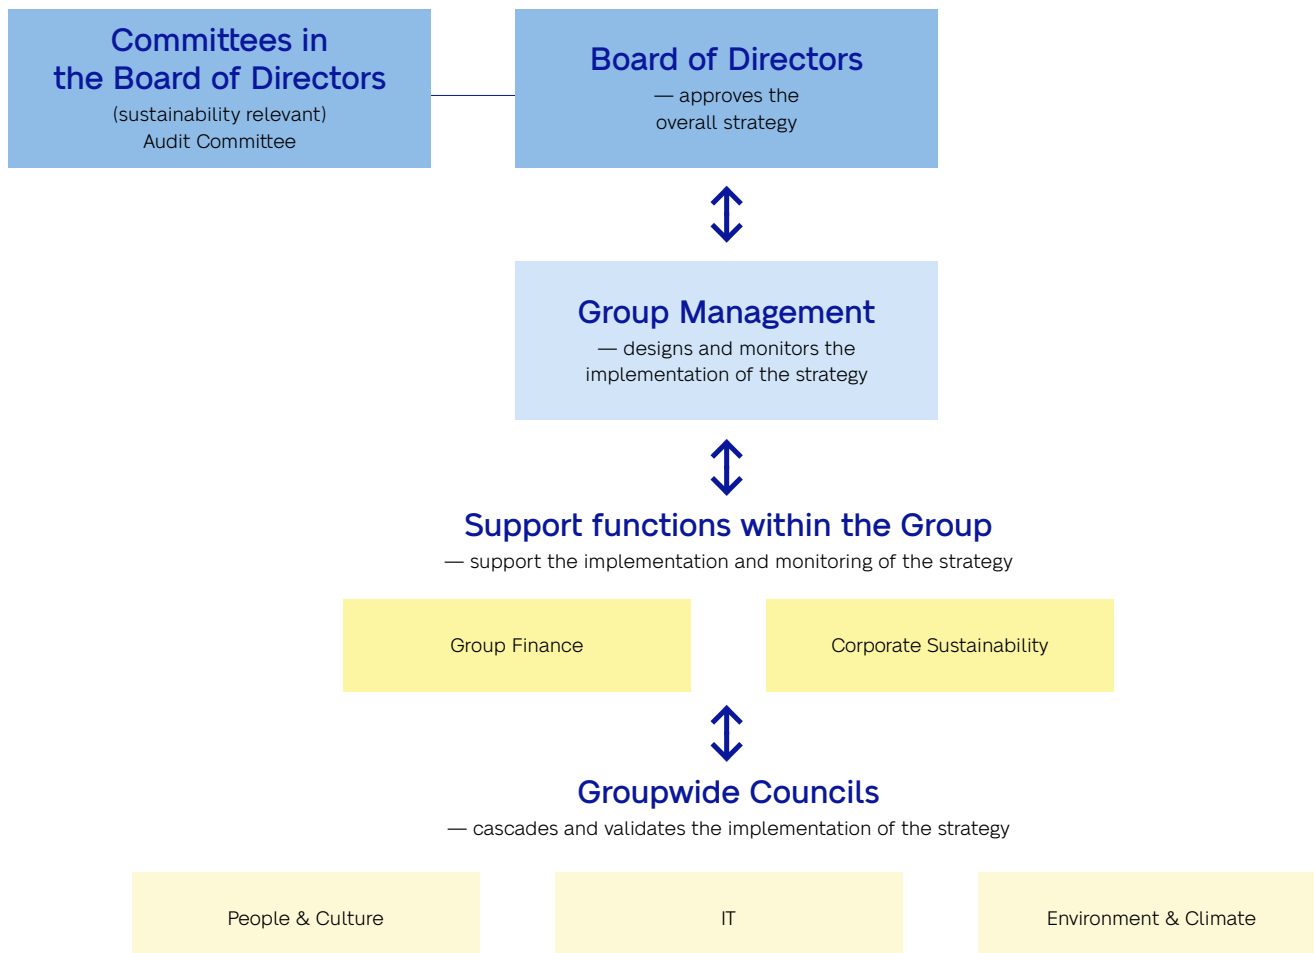 Committees in
the Board of Directors
(sustainability relevant)
Audit Committee
Board of Directors
— approves the
overall strategy
Group Management
— designs and monitors the
implementation of the strategy
Support functions within the Group
— support the implementation and monitoring of the strategy
Group Finance
Corporate Sustainability
Groupwide Councils
— cascades and validates the implementation of the strategy
People & Culture
IT
Environment & Climate